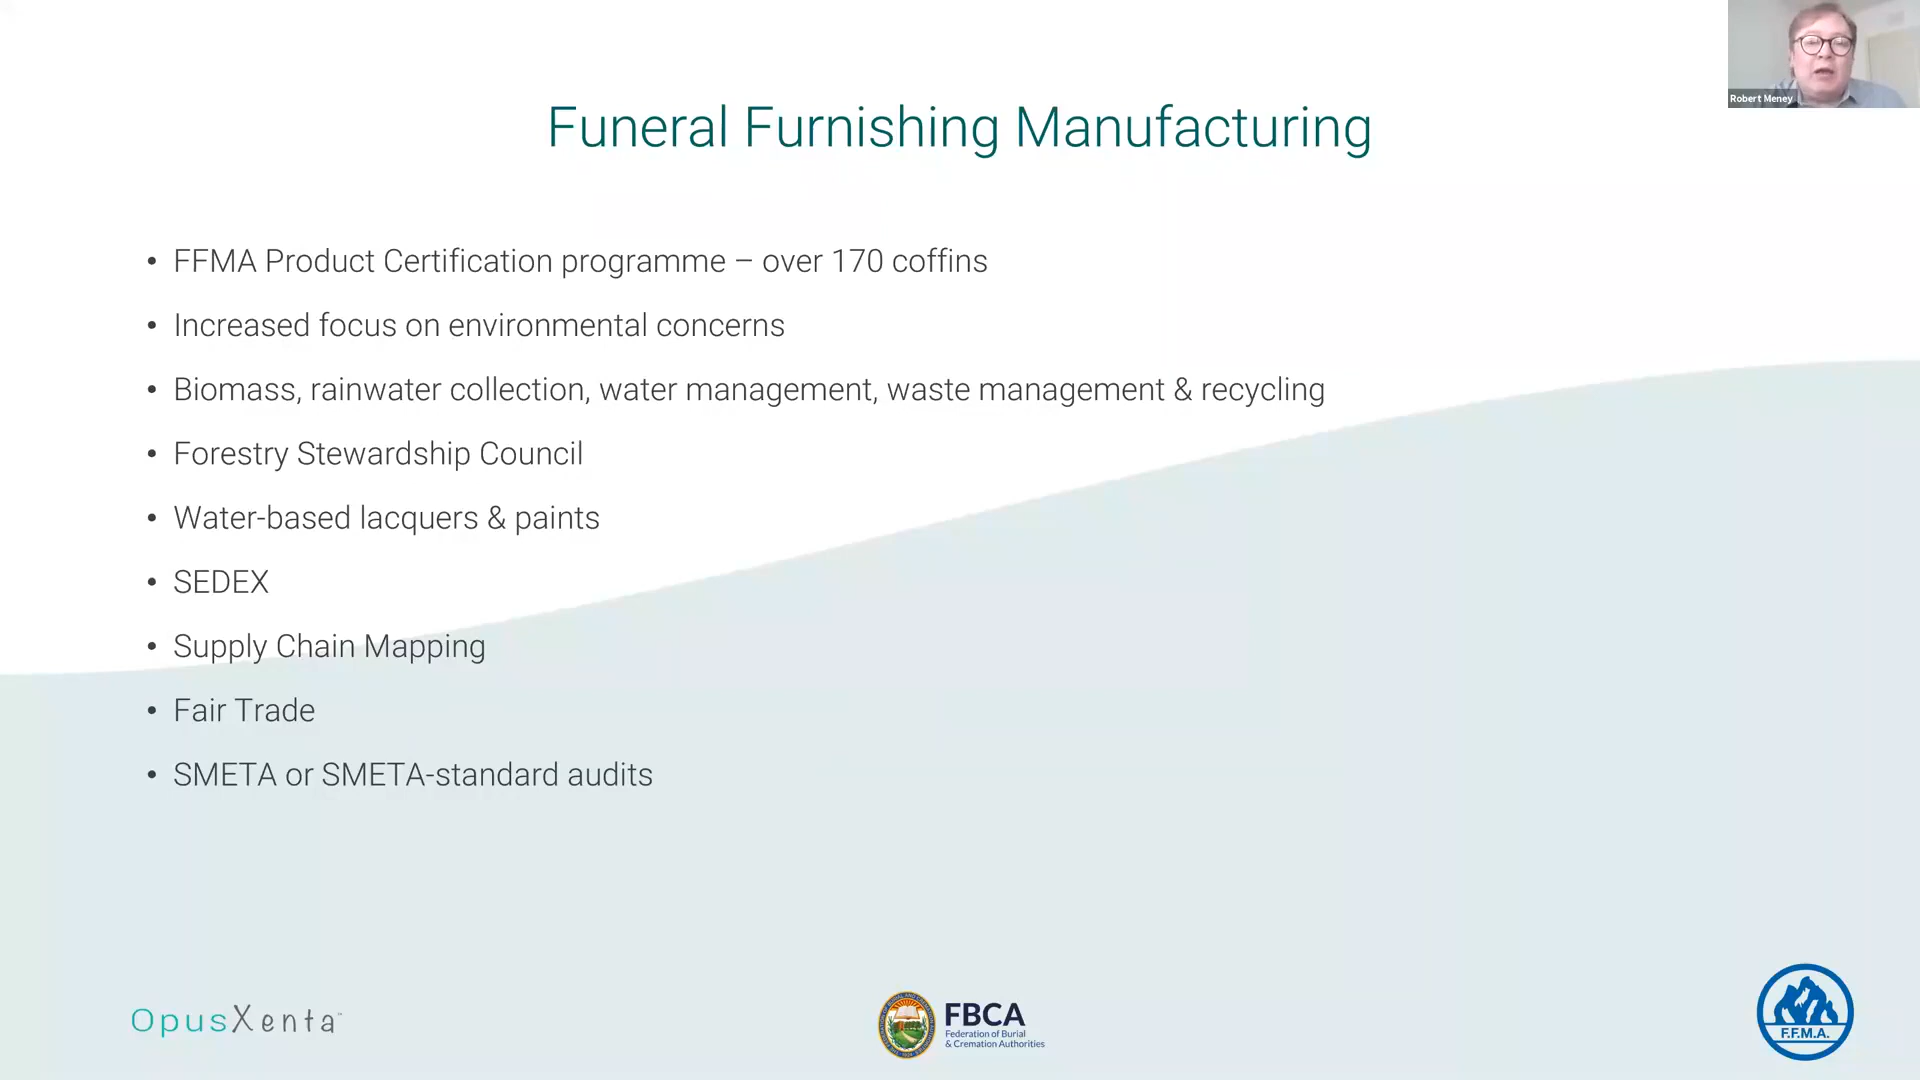 Robert Meney
Funeral Furnishing Manufacturing
• FFMA Product Certification programme – over 170 coffins
• Increased focus on environmental concerns
• Biomass, rainwater collection, water management, waste management & recycling
• Forestry Stewardship Council
• Water-based lacquers & paints
• SEDEX
• Supply Chain Mapping
• Fair Trade
• SMETA or SMETA-standard audits
OpusXenta™
FBCA
Federation of Burial
& Cremation Authorities
F.F.M.A.